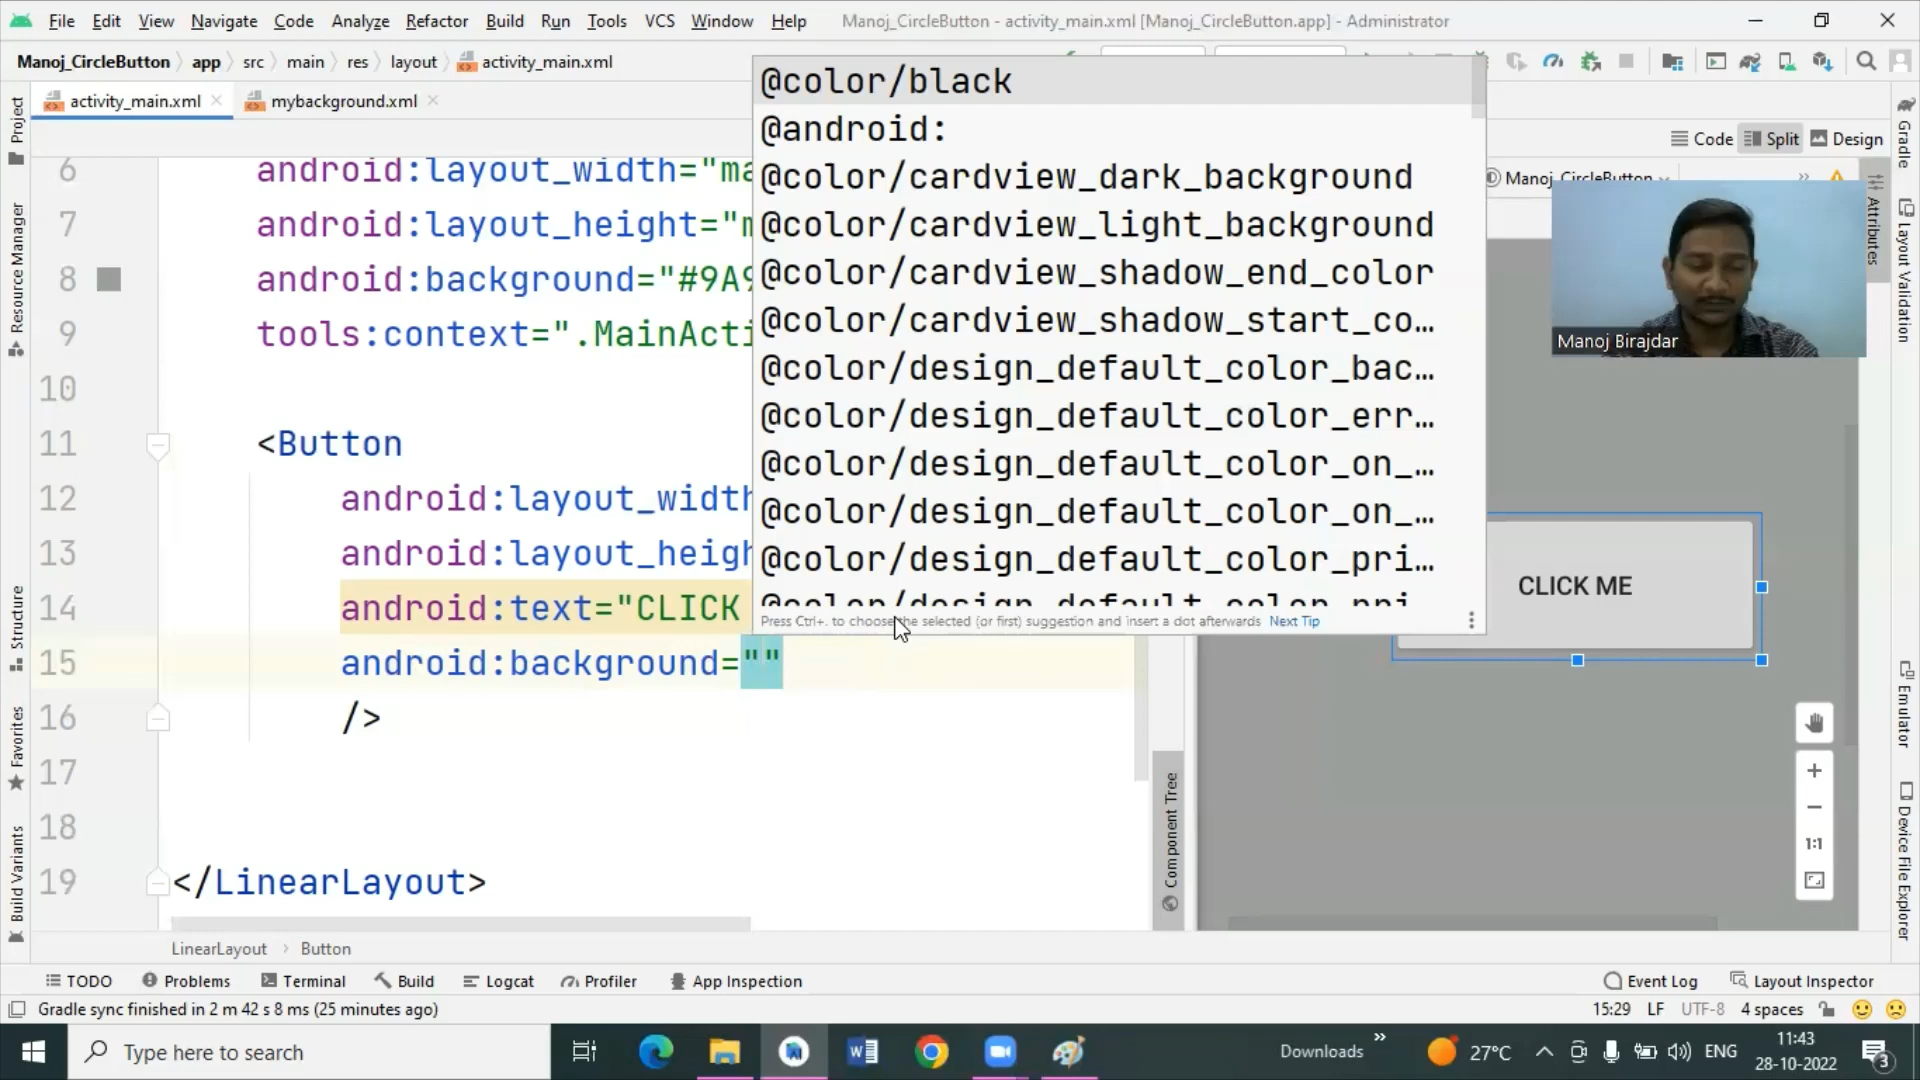 File Edit View Navigate Code Analyze Refactor Build Run Tools VCS Window Help Manoj_CircleButton - activity_main.xml [Manoj_CircleButton.app] - Administrator
Manoj_CircleButton app src main res layout activity_main.xml
activity_main.xml mybackground.xml
Code Split Design
Manoj_CircleButton
6 android:layout_width="ma
7 android:layout_height="m
8 android:background="#9A9
9 tools:context=".MainActi
10
11 <Button
12 android:layout_width
13 android:layout_heigh
14 android:text="CLICK
15 android:background=""
16 />
17
18
19 </LinearLayout>
@color/black
@android:
@color/cardview_dark_background
@color/cardview_light_background
@color/cardview_shadow_end_color
@color/cardview_shadow_start_co…
@color/design_default_color_bac…
@color/design_default_color_err…
@color/design_default_color_on_…
@color/design_default_color_on_…
@color/design_default_color_pri…
@color/design_default_color_pri
Press Ctrl+. to choose the selected (or first) suggestion and insert a dot afterwards Next Tip
Manoj Birajdar
CLICK ME
1:1
Project
Resource Manager
Structure
Favorites
Build Variants
Component Tree
Attributes
Gradle
Layout Validation
Emulator
Device File Explorer
LinearLayout Button
TODO Problems Terminal Build Logcat Profiler App Inspection Event Log Layout Inspector
Gradle sync finished in 2 m 42 s 8 ms (25 minutes ago) 15:29 LF UTF-8 4 spaces
Type here to search Downloads 27°C ENG 11:43
28-10-2022 3